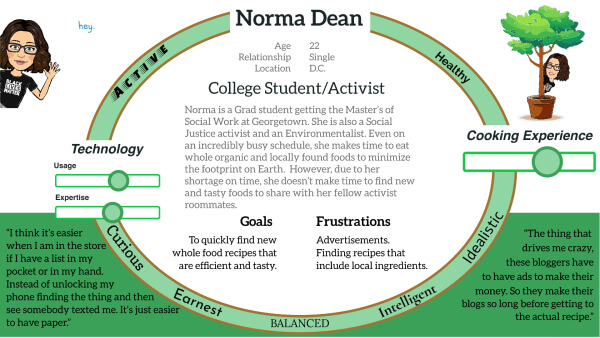 Norma Dean
hey.
Age 22
Relationship Single
Location D.C.
ACTIVE
Healthy
BLACK
LIVES
MATTER
College Student/Activist
Norma is a Grad student getting the Master's of
Social Work at Georgetown. She is also a Social
Justice activist and an Environmentalist. Even on
an incredibly busy schedule, she makes time to eat
whole organic and locally found foods to minimize
the footprint on Earth. However, due to her
shortage on time, she doesn't make time to find new
and tasty foods to share with her fellow activist
roommates.
Technology
Usage
Expertise
Cooking Experience
Goals
To quickly find new
whole food recipes that
are efficient and tasty.
Frustrations
Advertisements.
Finding recipes that
include local ingredients.
"I think it's easier
when I am in the store
if I have a list in my
pocket or in my hand.
Instead of unlocking my
phone finding the thing and then
see somebody texted me. It's just easier
to have paper."
Curious
Earnest
BALANCED
Intelligent
Idealistic
"The thing that
drives me crazy,
these bloggers have
to have ads to make their
money. So they make their
blogs so long before getting to
the actual recipe."